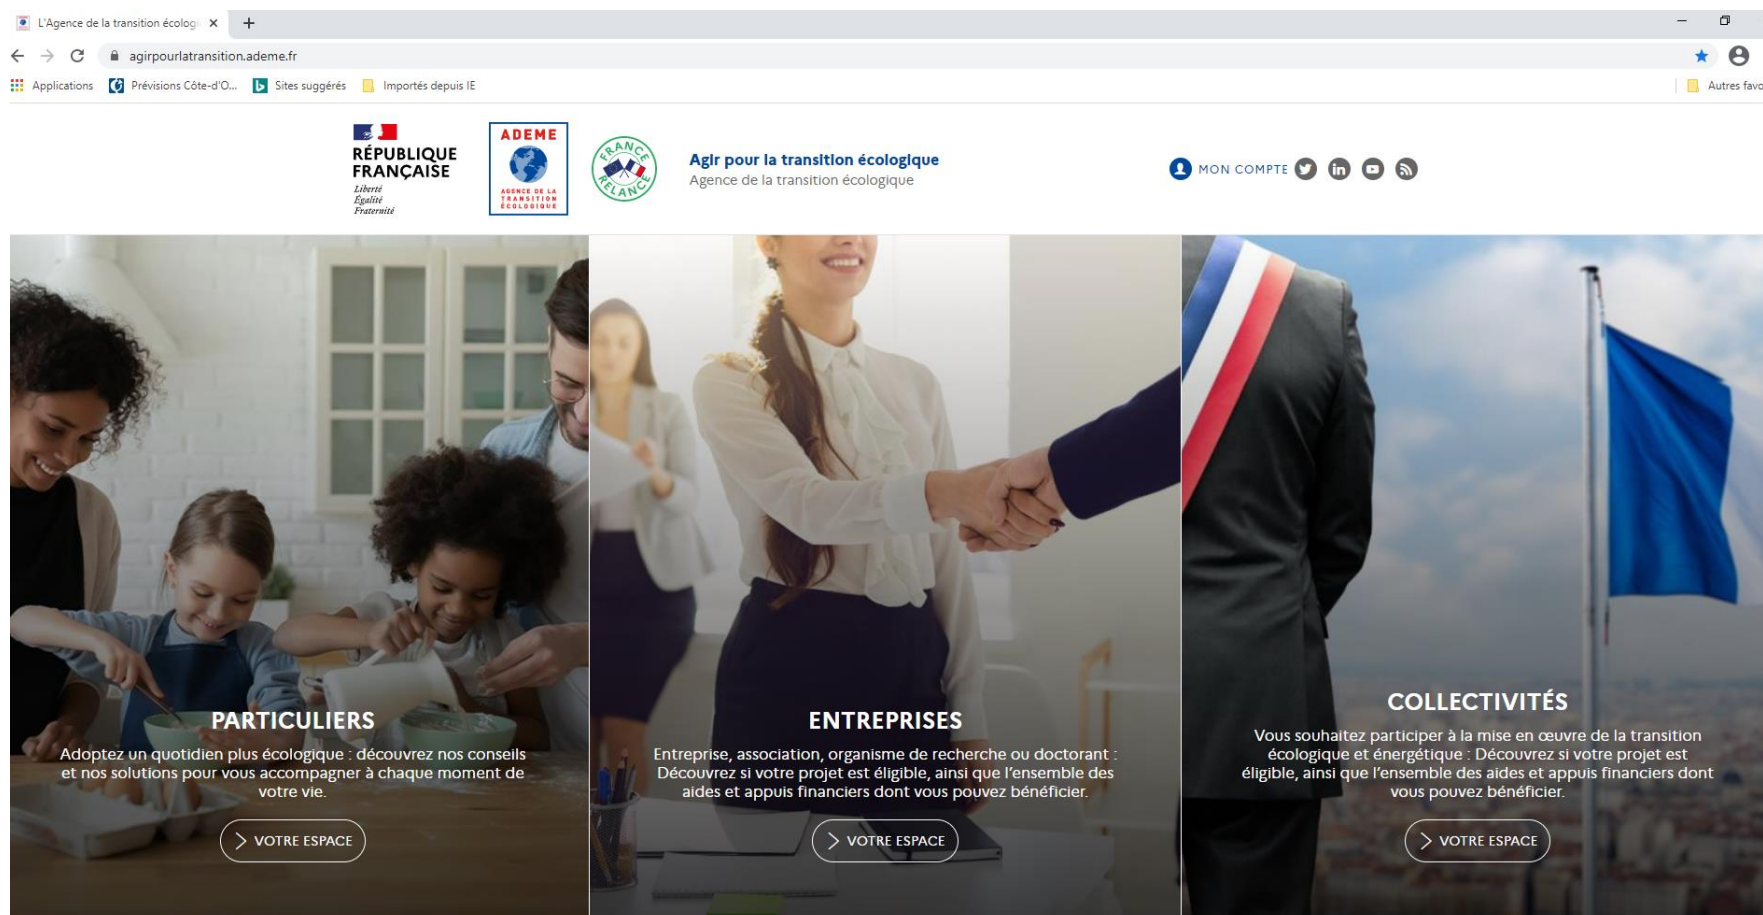 L'Agence de la transition écologi
agirpourlatransition.ademe.fr
Applications Prévisions Côte-d'O... Sites suggérés Importés depuis IE Autres favo
RÉPUBLIQUE
FRANÇAISE
Liberté
Égalité
Fraternité
ADEME
AGENCE DE LA
TRANSITION
ÉCOLOGIQUE
FRANCE
RELANCE
Agir pour la transition écologique
Agence de la transition écologique
MON COMPTE
PARTICULIERS
Adoptez un quotidien plus écologique : découvrez nos conseils
et nos solutions pour vous accompagner à chaque moment de
votre vie.
VOTRE ESPACE
ENTREPRISES
Entreprise, association, organisme de recherche ou doctorant :
Découvrez si votre projet est éligible, ainsi que l'ensemble des
aides et appuis financiers dont vous pouvez bénéficier.
VOTRE ESPACE
COLLECTIVITÉS
Vous souhaitez participer à la mise en œuvre de la transition
écologique et énergétique : Découvrez si votre projet est
éligible, ainsi que l'ensemble des aides et appuis financiers dont
vous pouvez bénéficier.
VOTRE ESPACE